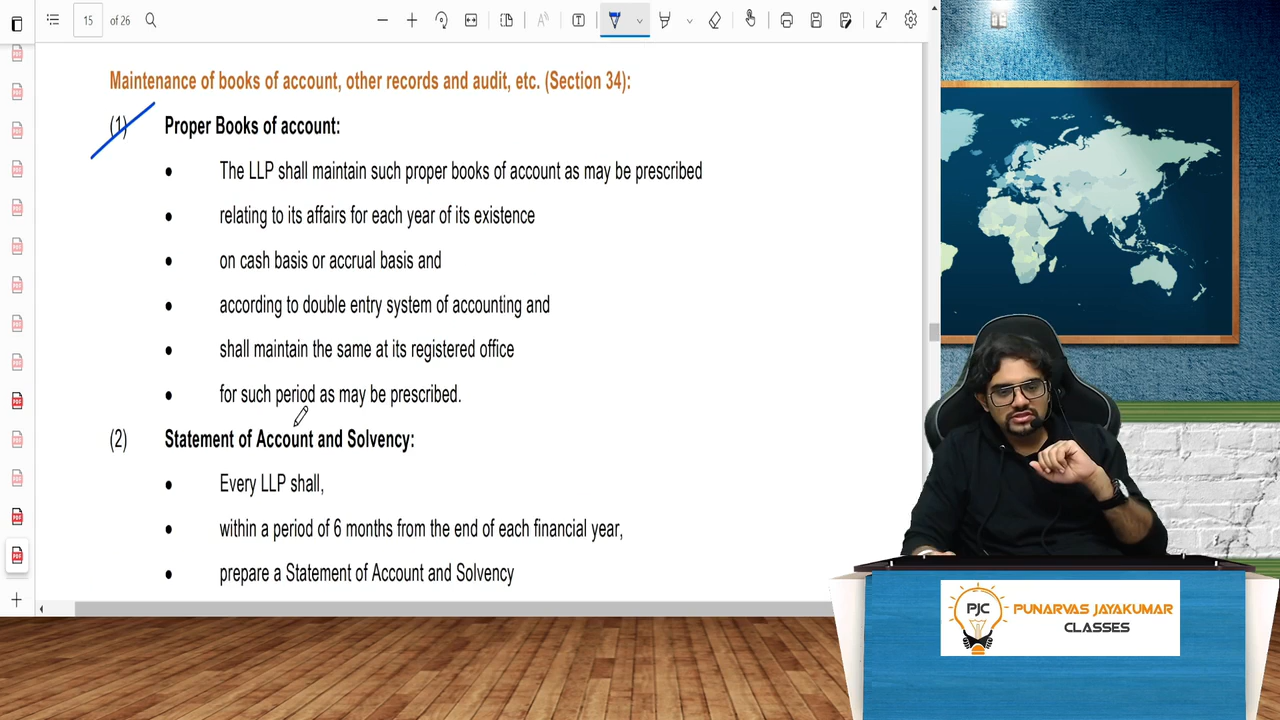 15 of 26
Maintenance of books of account, other records and audit, etc. (Section 34):
(1) Proper Books of account:
• The LLP shall maintain such proper books of account as may be prescribed
• relating to its affairs for each year of its existence
• on cash basis or accrual basis and
• according to double entry system of accounting and
• shall maintain the same at its registered office
• for such period as may be prescribed.
(2) Statement of Account and Solvency:
• Every LLP shall,
• within a period of 6 months from the end of each financial year,
• prepare a Statement of Account and Solvency
PJC PUNARVAS JAYAKUMAR
CLASSES